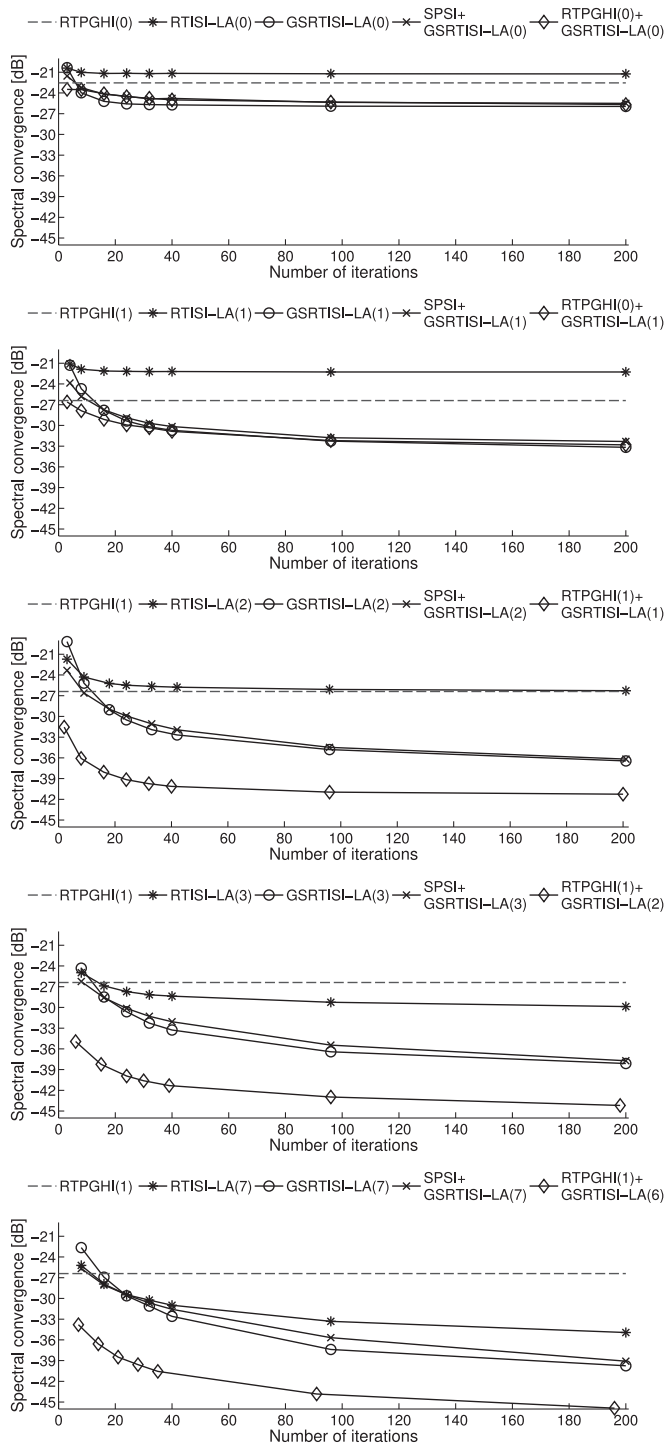 RTPGHI(0) RTISI–LA(0) GSRTISI–LA(0) SPSI+ RTPGHI(0)+
GSRTISI–LA(0) GSRTISI–LA(0)
Spectral convergence [dB]
−21
−24
−27
−30
−33
−36
−39
−42
−45
0 20 40 60 80 100 120 140 160 180 200
Number of iterations
RTPGHI(1) RTISI–LA(1) GSRTISI–LA(1) SPSI+ RTPGHI(0)+
GSRTISI–LA(1) GSRTISI–LA(1)
Spectral convergence [dB]
−21
−24
−27
−30
−33
−36
−39
−42
−45
0 20 40 60 80 100 120 140 160 180 200
Number of iterations
RTPGHI(1) RTISI–LA(2) GSRTISI–LA(2) SPSI+ RTPGHI(1)+
GSRTISI–LA(2) GSRTISI–LA(1)
Spectral convergence [dB]
−21
−24
−27
−30
−33
−36
−39
−42
−45
0 20 40 60 80 100 120 140 160 180 200
Number of iterations
RTPGHI(1) RTISI–LA(3) GSRTISI–LA(3) SPSI+ RTPGHI(1)+
GSRTISI–LA(3) GSRTISI–LA(2)
Spectral convergence [dB]
−21
−24
−27
−30
−33
−36
−39
−42
−45
0 20 40 60 80 100 120 140 160 180 200
Number of iterations
RTPGHI(1) RTISI–LA(7) GSRTISI–LA(7) SPSI+ RTPGHI(1)+
GSRTISI–LA(7) GSRTISI–LA(6)
Spectral convergence [dB]
−21
−24
−27
−30
−33
−36
−39
−42
−45
0 20 40 60 80 100 120 140 160 180 200
Number of iterations